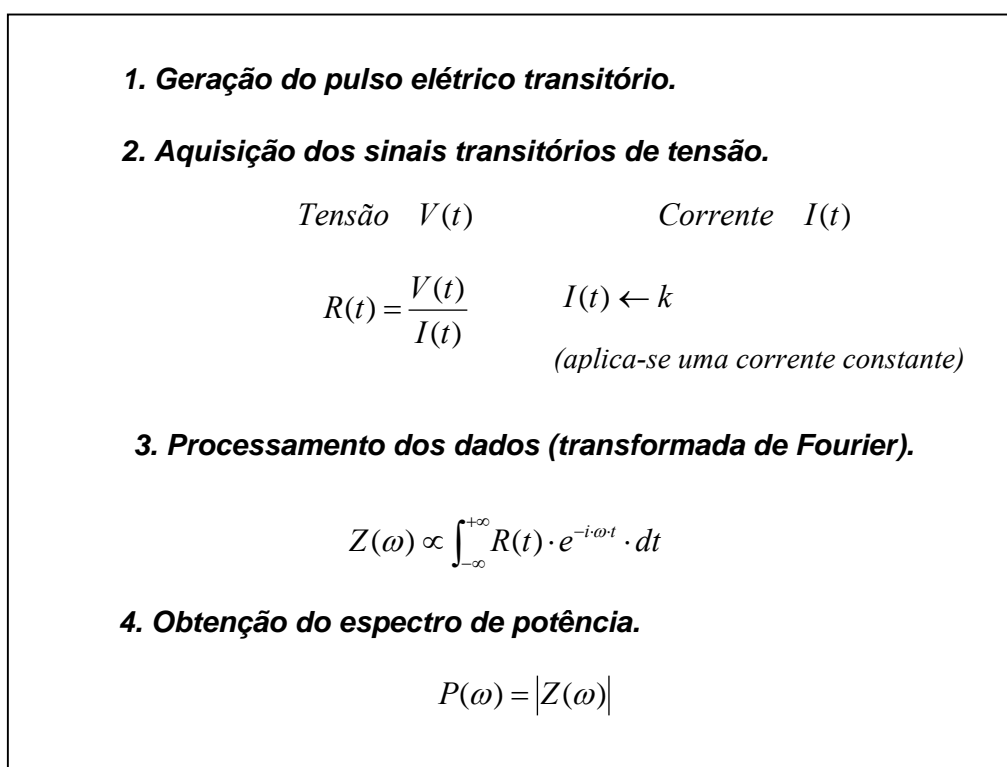 1. Geração do pulso elétrico transitório.
2. Aquisição dos sinais transitórios de tensão.
Tensão V(t) Corrente I(t)
R(t) = V(t)/I(t) I(t) ← k
(aplica-se uma corrente constante)
3. Processamento dos dados (transformada de Fourier).
Z(ω) ∝ ∫_{-∞}^{+∞} R(t) · e^{-i·ω·t} · dt
4. Obtenção do espectro de potência.
P(ω) = |Z(ω)|